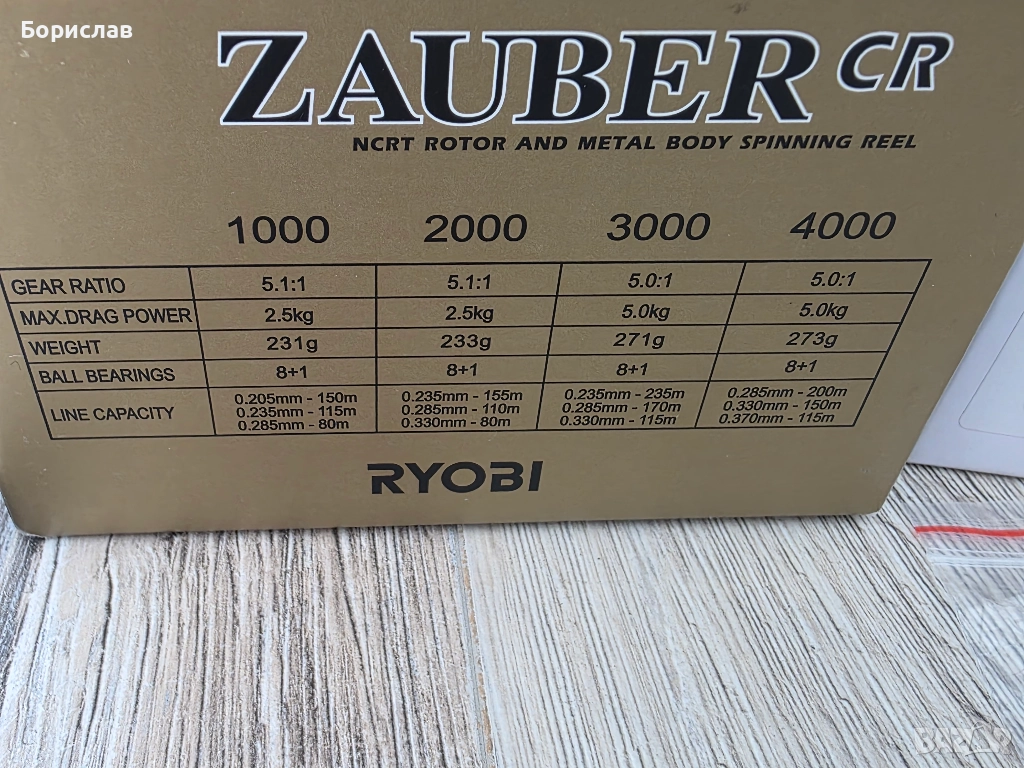 Борислав
ZAUBER CR
NCRT ROTOR AND METAL BODY SPINNING REEL
1000 2000 3000 4000
GEAR RATIO 5.1:1 5.1:1 5.0:1 5.0:1
MAX.DRAG POWER 2.5kg 2.5kg 5.0kg 5.0kg
WEIGHT 231g 233g 271g 273g
BALL BEARINGS 8+1 8+1 8+1 8+1
LINE CAPACITY
0.205mm - 150m 0.235mm - 155m 0.235mm - 235m 0.285mm - 200m
0.235mm - 115m 0.285mm - 110m 0.285mm - 170m 0.330mm - 150m
0.285mm - 80m 0.330mm - 80m 0.330mm - 115m 0.370mm - 115m
RYOBI